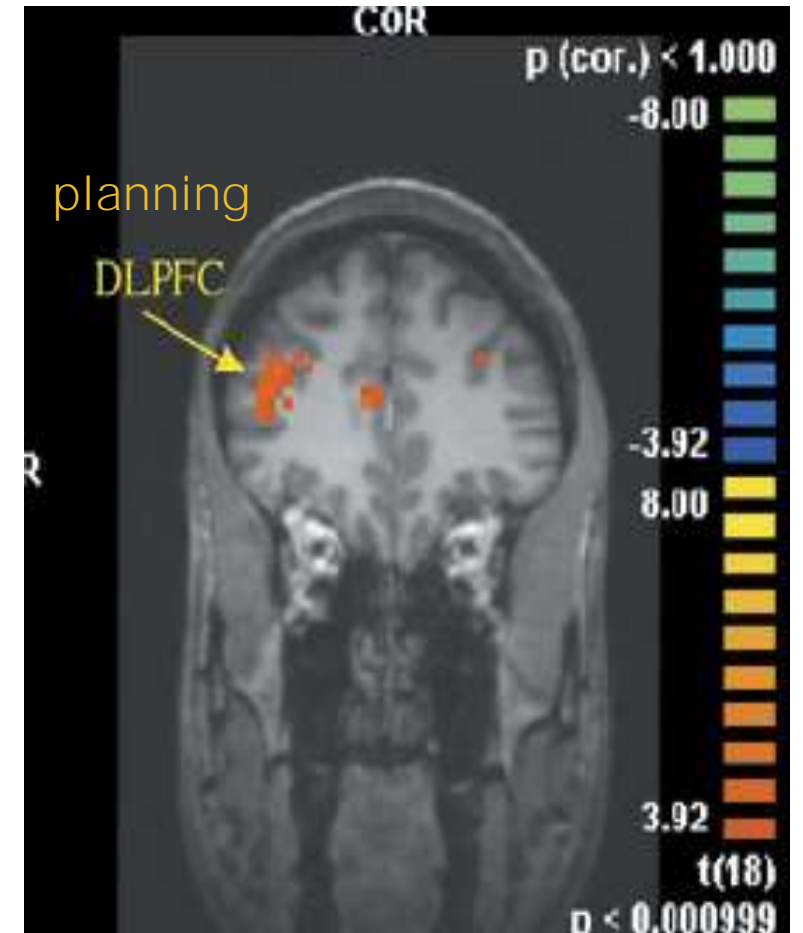 COR
p (cor.) < 1.000
-8.00
planning
DLPFC
-3.92
R
8.00
3.92
t(18)
p < 0.000999